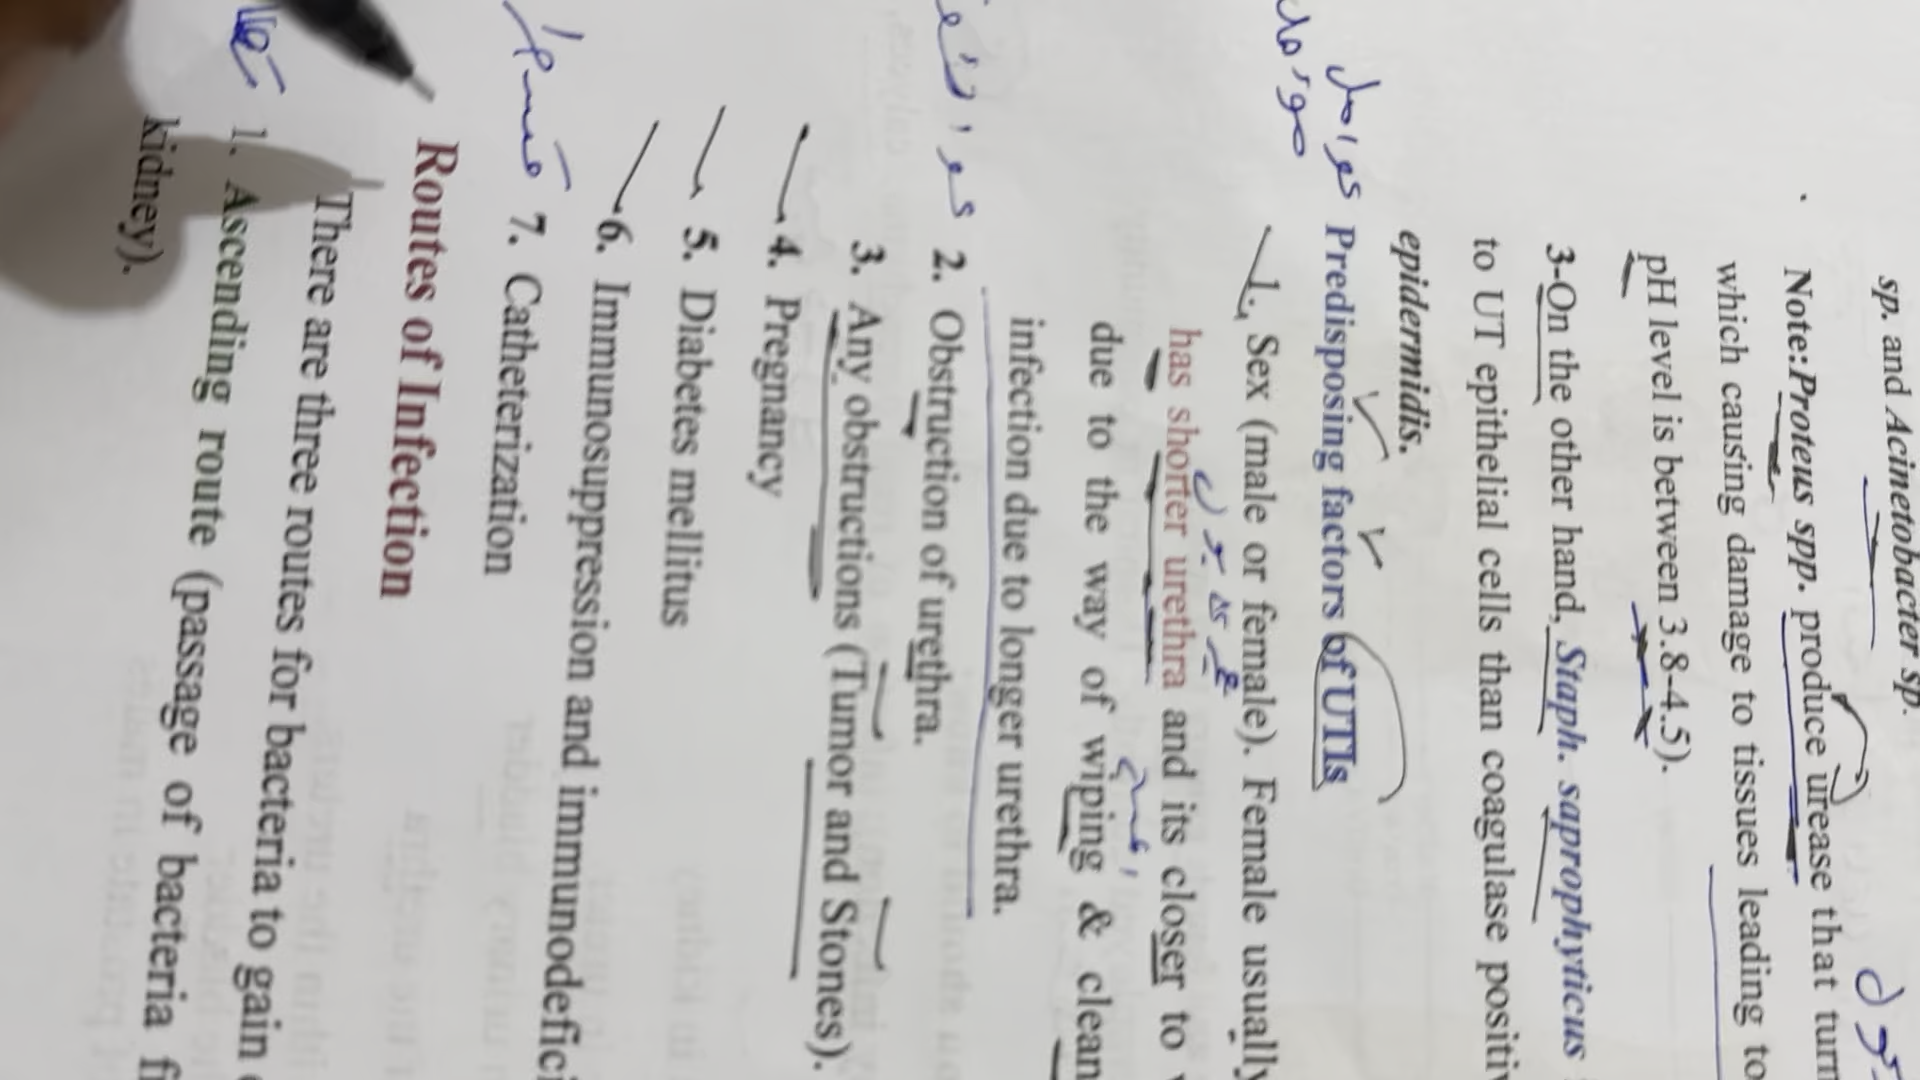 sp. and Acinetobacter sp.
Note:Proteus spp. produce urease that turn
which causing damage to tissues leading to
pH level is between 3.8-4.5).
3-On the other hand, Staph. saprophyticus
to UT epithelial cells than coagulase positiv
epidermidis.
عوامل Predisposing factors of UTIs
1. Sex (male or female). Female usually
has shorter urethra and its closer to
due to the way of wiping & clean
infection due to longer urethra.
2. Obstruction of urethra.
3. Any obstructions (Tumor and Stones).
4. Pregnancy
5. Diabetes mellitus
6. Immunosuppression and immunodefici
7. Catheterization
Routes of Infection
There are three routes for bacteria to gain
1. Ascending route (passage of bacteria f
kidney).